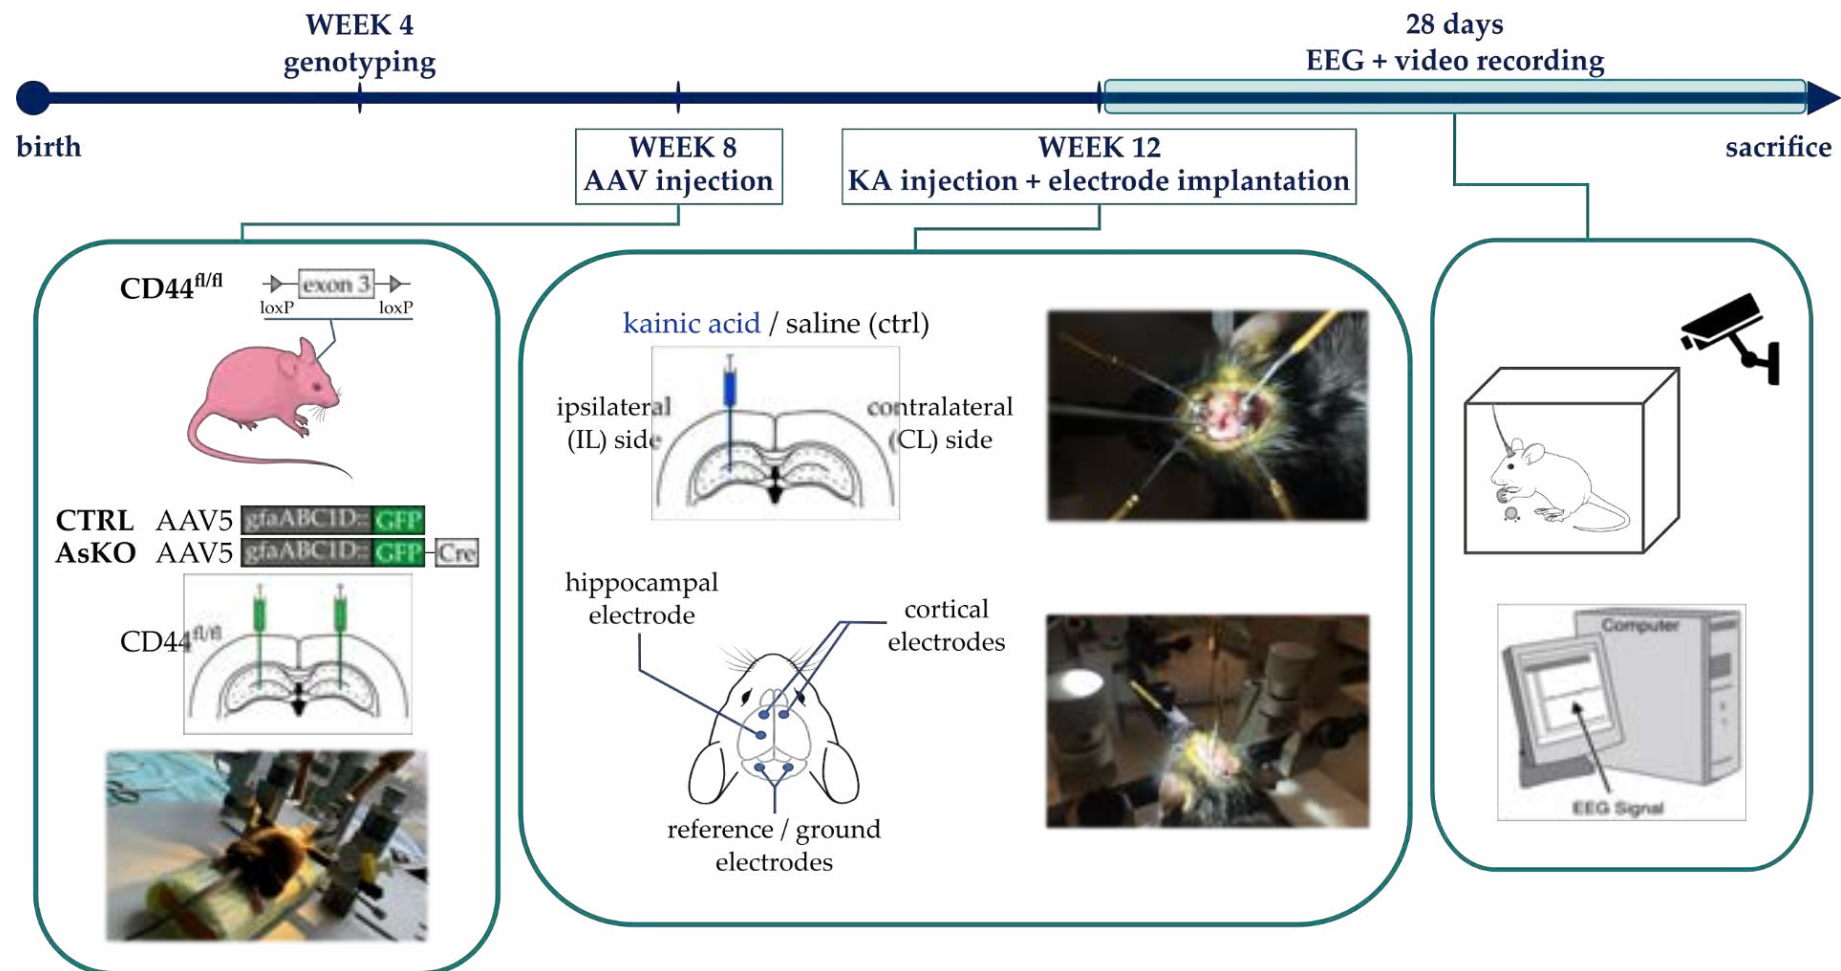 WEEK 4
genotyping
28 days
EEG + video recording
birth
WEEK 8
AAV injection
WEEK 12
KA injection + electrode implantation
sacrifice
CD44fl/fl
exon 3
loxP
loxP
CTRL AAV5 gfaABC1D:: GFP
AsKO AAV5 gfaABC1D:: GFP Cre
CD44fl/fl
kainic acid / saline (ctrl)
ipsilateral
(IL) side
contralateral
(CL) side
hippocampal
electrode
cortical
electrodes
reference / ground
electrodes
Computer
EEG Signal